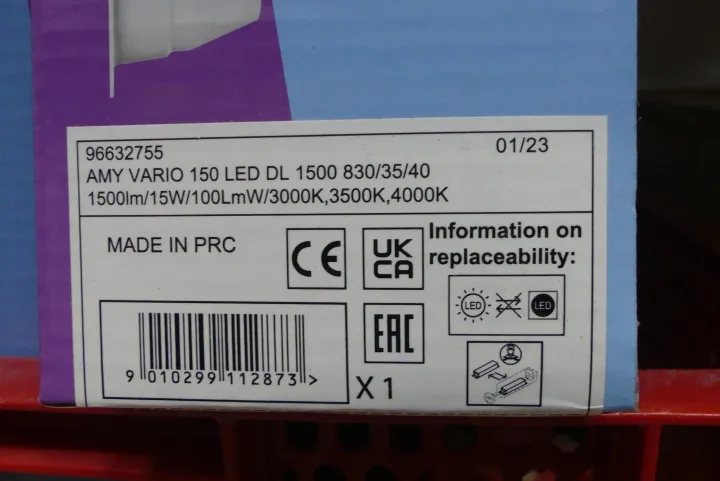 96632755
01/23
AMY VARIO 150 LED DL 1500 830/35/40
1500lm/15W/100LmW/3000K,3500K,4000K
MADE IN PRC
CE
UK
CA
Information on
replaceability:
LED
LED
EAC
9 010299 112873 >
X 1